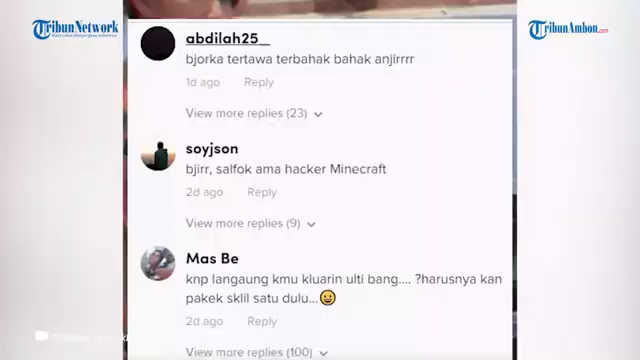 TribunNetwork
TribunAmbon.com
abdilah25_
bjorka tertawa terbahak bahak anjirrrr
1d ago Reply
View more replies (23)
soyjson
bjirr, salfok ama hacker Minecraft
2d ago Reply
View more replies (9)
Mas Be
knp langaung kmu kluarin ulti bang.... ?harusnya kan
pakek sklil satu dulu...😀
2d ago Reply
View more replies (100)